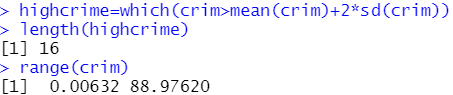 > highcrime=which(crim>mean(crim)+2*sd(crim))
> length(highcrime)
[1] 16
> range(crim)
[1]  0.00632 88.97620